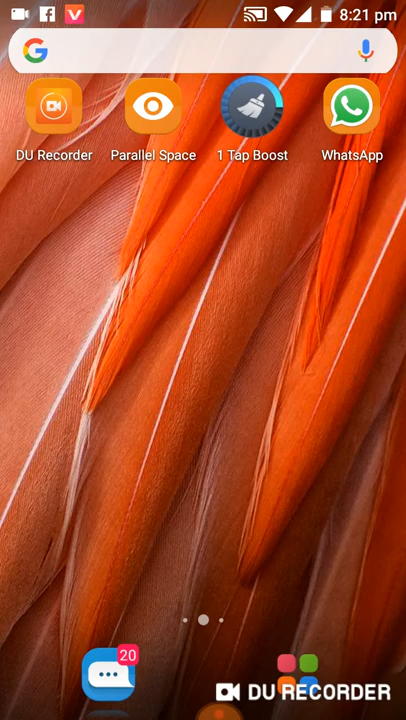 8:21 pm
DU Recorder
Parallel Space
1 Tap Boost
WhatsApp
20
DU RECORDER